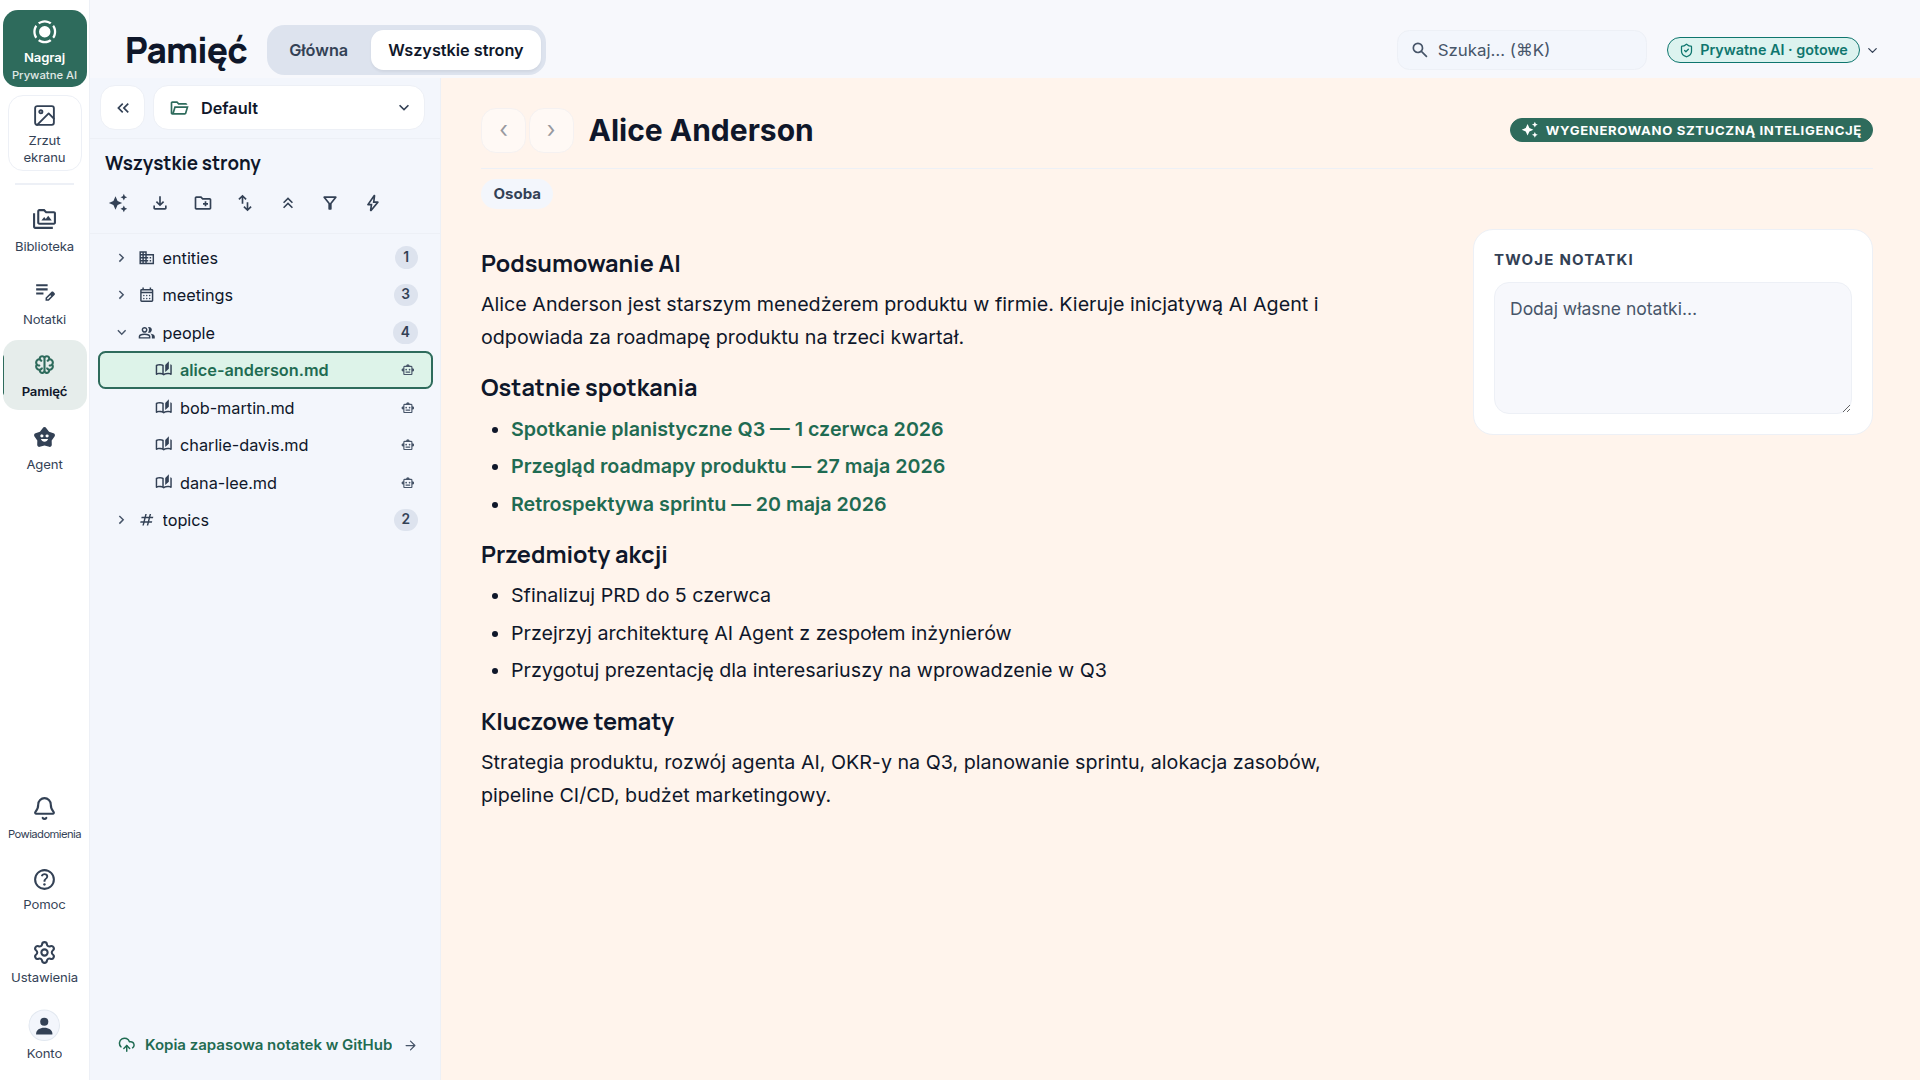 Nagraj
Prywatne AI
Zrzut
ekranu
Biblioteka
Notatki
Pamięć
Agent
Powiadomienia
Pomoc
Ustawienia
Konto
Pamięć
Główna
Wszystkie strony
Szukaj... (⌘K)
Prywatne AI · gotowe
Default
Wszystkie strony
entities 1
meetings 3
people 4
alice-anderson.md
bob-martin.md
charlie-davis.md
dana-lee.md
topics 2
Kopia zapasowa notatek w GitHub
Alice Anderson
WYGENEROWANO SZTUCZNĄ INTELIGENCJĘ
Osoba
Podsumowanie AI
Alice Anderson jest starszym menedżerem produktu w firmie. Kieruje inicjatywą AI Agent i
odpowiada za roadmapę produktu na trzeci kwartał.
Ostatnie spotkania
Spotkanie planistyczne Q3 — 1 czerwca 2026
Przegląd roadmapy produktu — 27 maja 2026
Retrospektywa sprintu — 20 maja 2026
Przedmioty akcji
Sfinalizuj PRD do 5 czerwca
Przejrzyj architekturę AI Agent z zespołem inżynierów
Przygotuj prezentację dla interesariuszy na wprowadzenie w Q3
Kluczowe tematy
Strategia produktu, rozwój agenta AI, OKR-y na Q3, planowanie sprintu, alokacja zasobów,
pipeline CI/CD, budżet marketingowy.
TWOJE NOTATKI
Dodaj własne notatki...